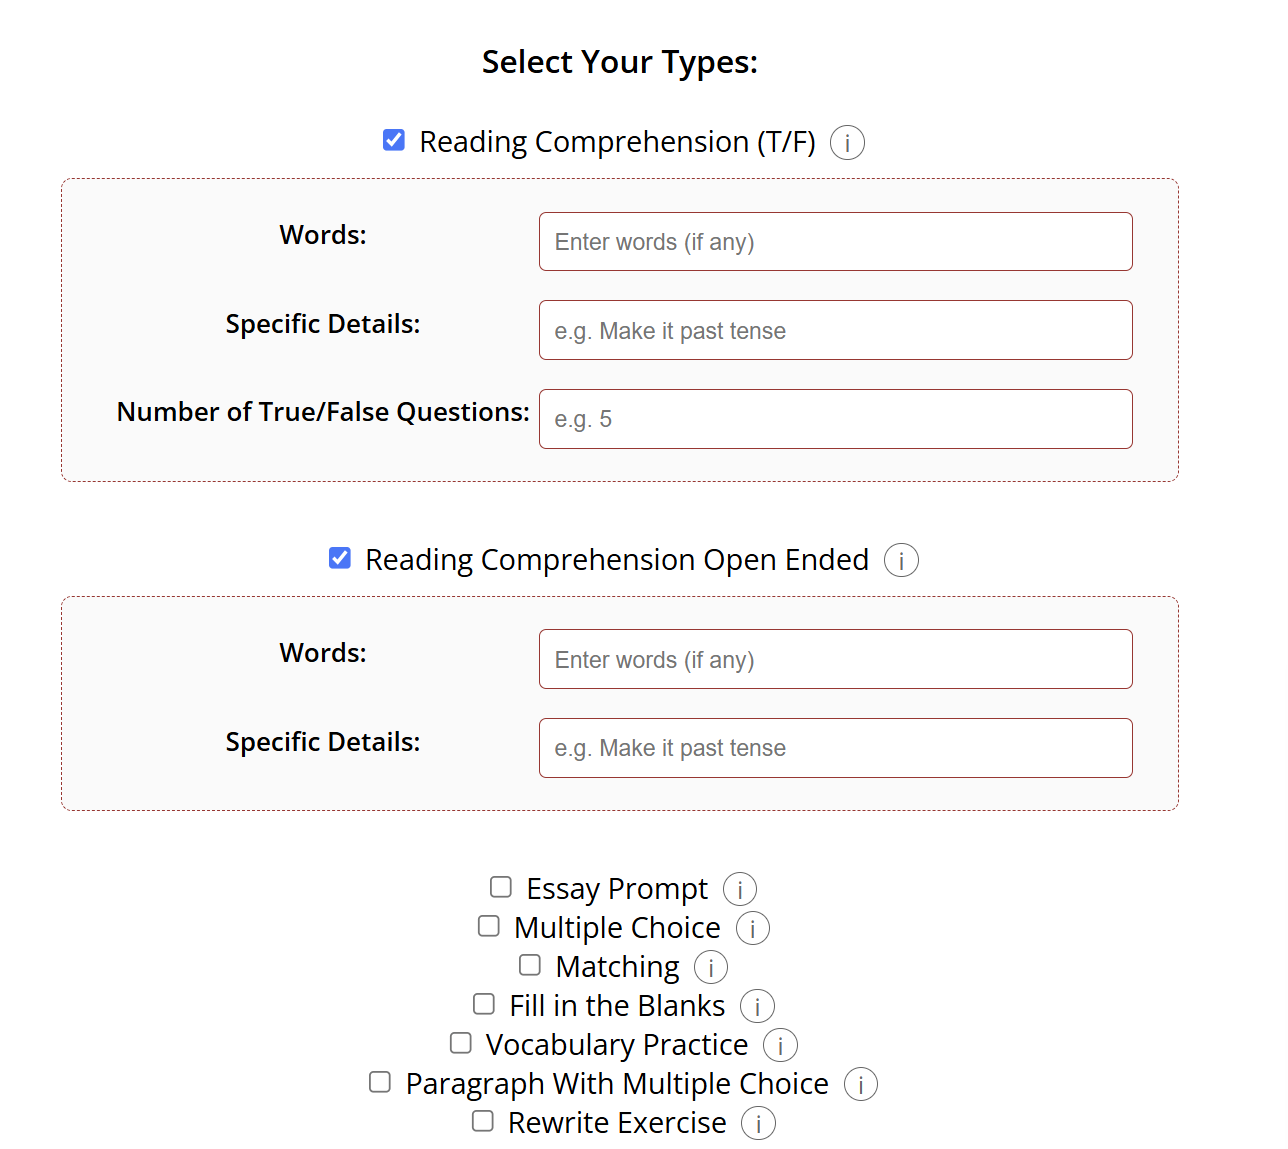 Select Your Types:
Reading Comprehension (T/F) i
Words: Enter words (if any)
Specific Details: e.g. Make it past tense
Number of True/False Questions: e.g. 5
Reading Comprehension Open Ended i
Words: Enter words (if any)
Specific Details: e.g. Make it past tense
Essay Prompt i
Multiple Choice i
Matching i
Fill in the Blanks i
Vocabulary Practice i
Paragraph With Multiple Choice i
Rewrite Exercise i